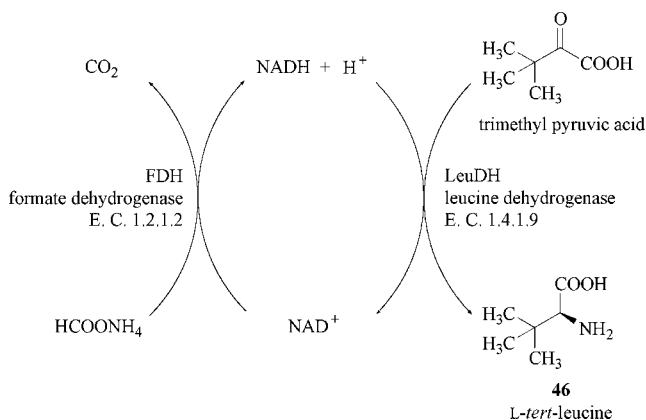 CO2
NADH + H+
O
H3C
H3C
COOH
CH3
trimethyl pyruvic acid
FDH
formate dehydrogenase
E. C. 1.2.1.2
LeuDH
leucine dehydrogenase
E. C. 1.4.1.9
HCOONH4
NAD+
COOH
H3C
H3C
NH2
CH3
46
L-tert-leucine